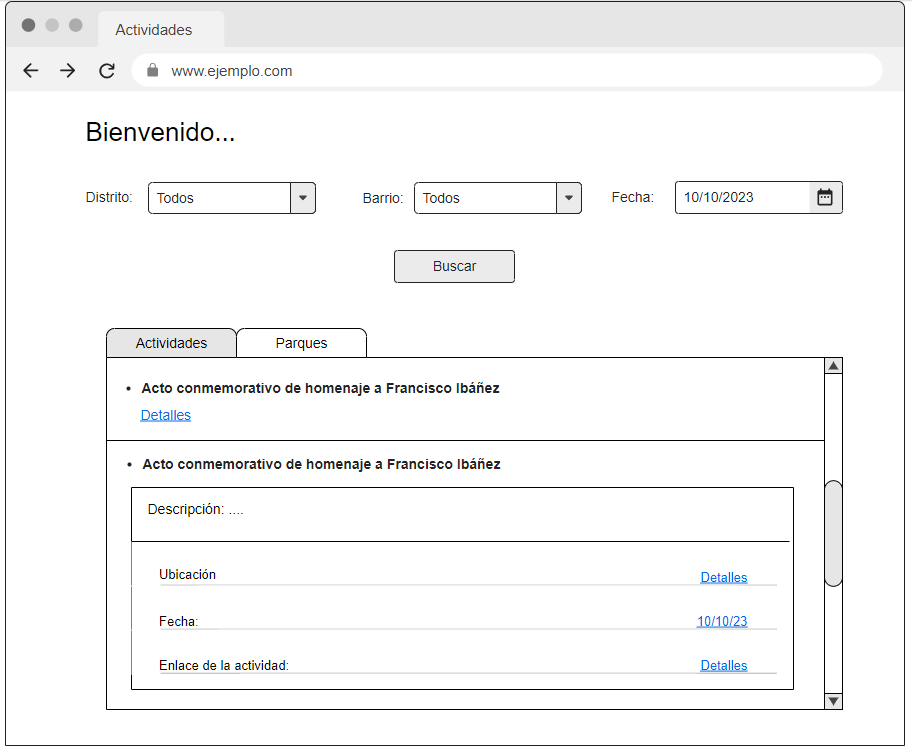 Actividades
www.ejemplo.com
Bienvenido...
Distrito: Todos Barrio: Todos Fecha: 10/10/2023
Buscar
Actividades Parques
• Acto conmemorativo de homenaje a Francisco Ibáñez
Detalles
• Acto conmemorativo de homenaje a Francisco Ibáñez
Descripción: ....
Ubicación Detalles
Fecha: 10/10/23
Enlace de la actividad: Detalles